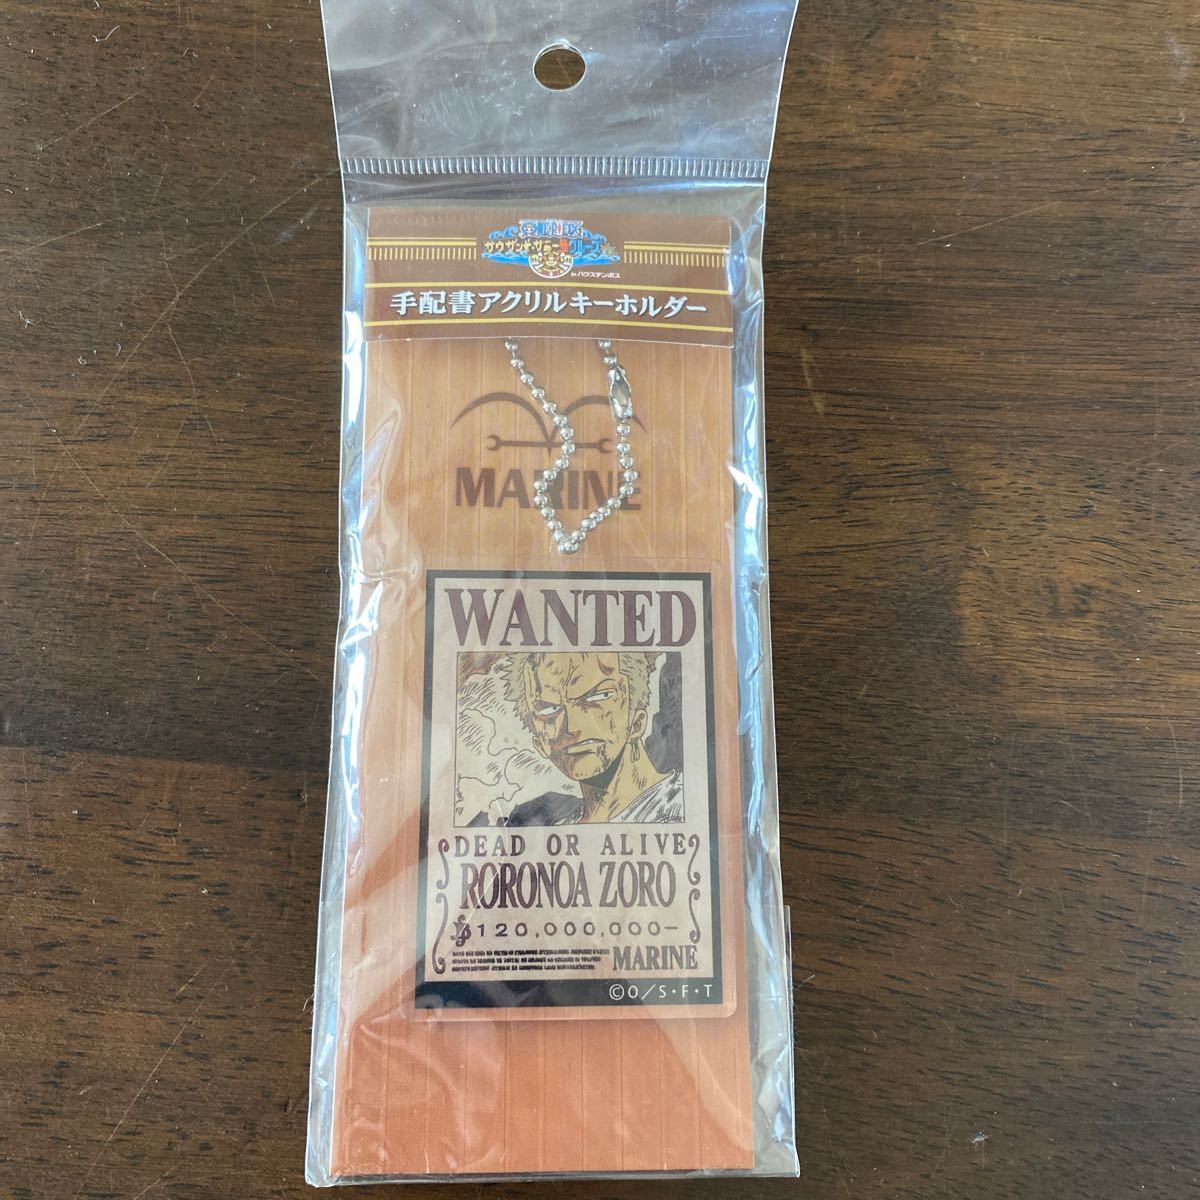 ONE PIECE
サウザンド・サニー号クルーズ
in ハウステンボス
手配書アクリルキーホルダー
MARINE
WANTED
DEAD OR ALIVE
RORONOA ZORO
120,000,000-
MARINE
©O/S・F・T